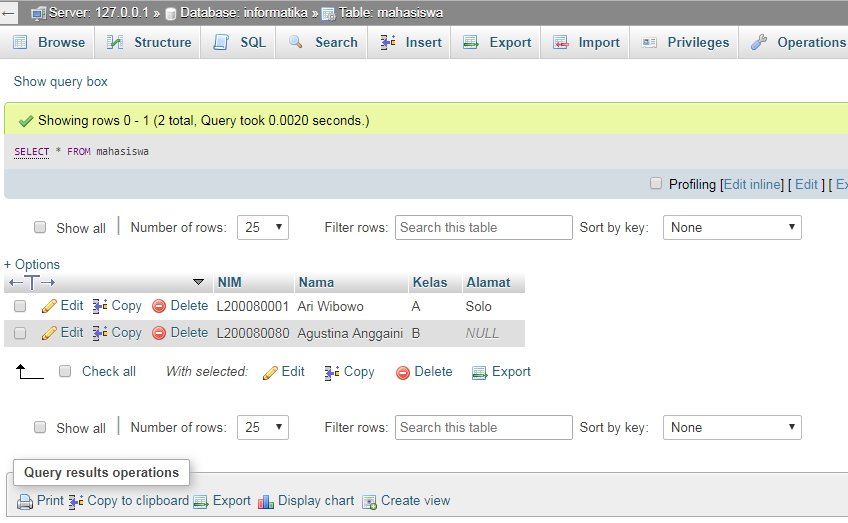 Server: 127.0.0.1 » Database: informatika » Table: mahasiswa
Browse Structure SQL Search Insert Export Import Privileges Operations
Show query box
Showing rows 0 - 1 (2 total, Query took 0.0020 seconds.)
SELECT * FROM mahasiswa
Profiling [Edit inline] [ Edit ] [ Ex
Show all Number of rows: 25 Filter rows: Search this table Sort by key: None
+ Options
NIM Nama Kelas Alamat
Edit Copy Delete L200080001 Ari Wibowo A Solo
Edit Copy Delete L200080080 Agustina Anggaini B NULL
Check all With selected: Edit Copy Delete Export
Show all Number of rows: 25 Filter rows: Search this table Sort by key: None
Query results operations
Print Copy to clipboard Export Display chart Create view